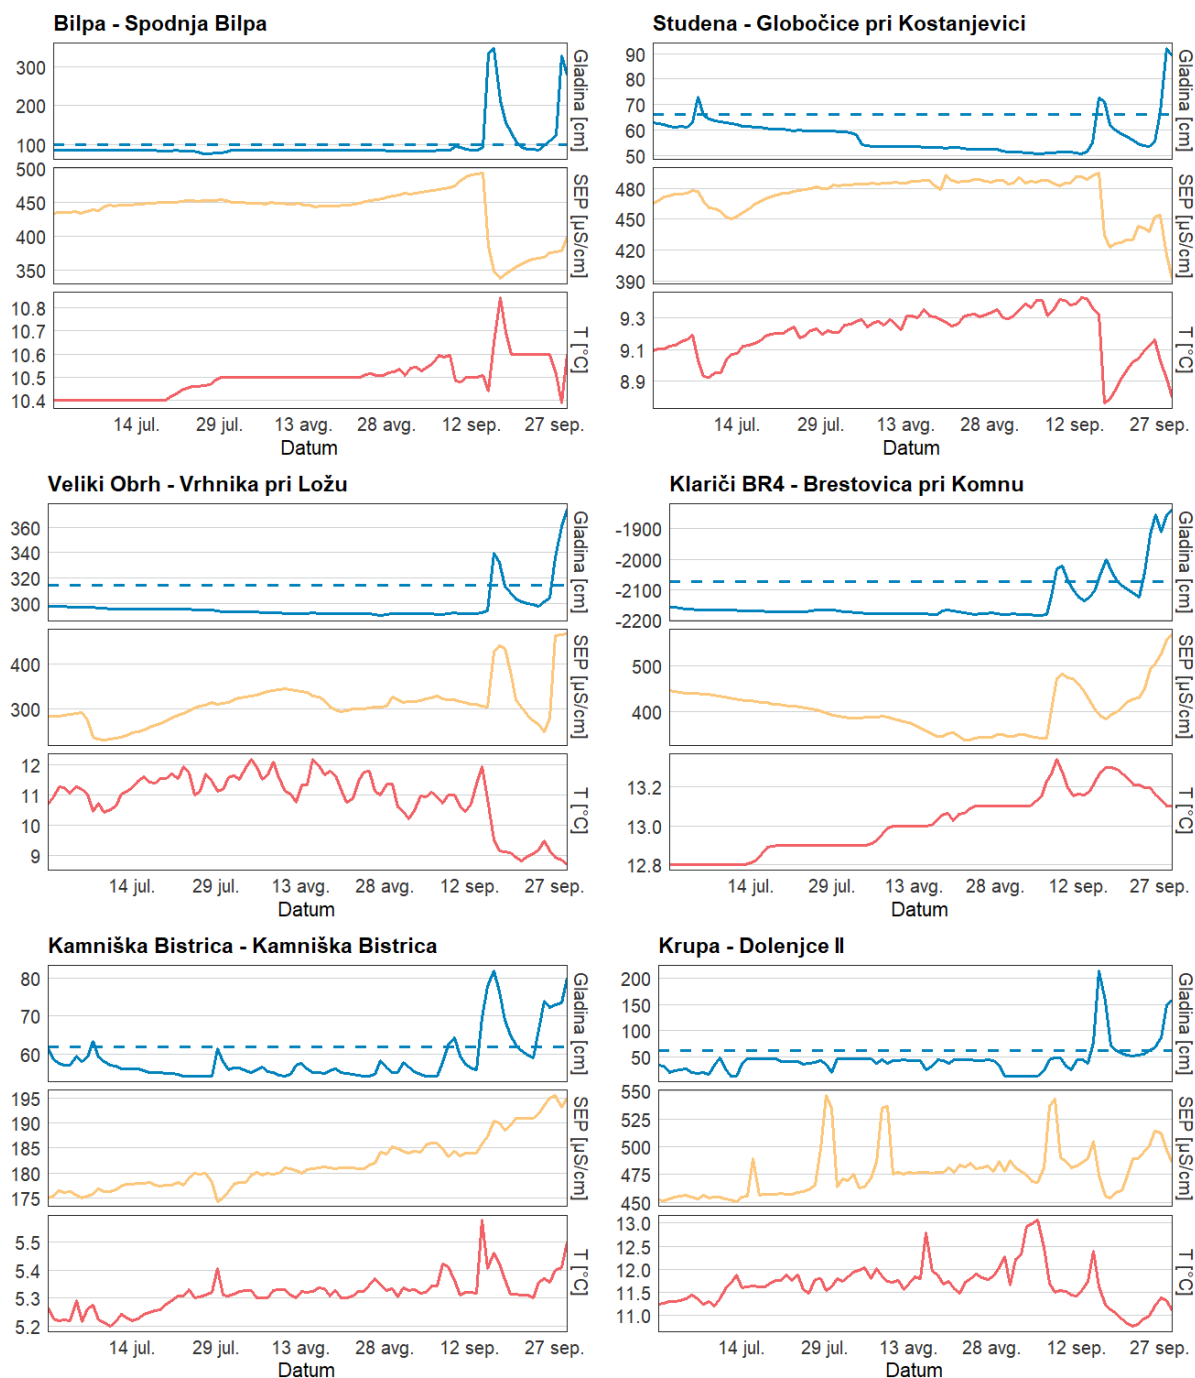 Bilpa - Spodnja Bilpa
300
200
100
Gladina [cm]
500
450
400
350
SEP [µS/cm]
10.8
10.7
10.6
10.5
10.4
T [°C]
14 jul. 29 jul. 13 avg. 28 avg. 12 sep. 27 sep.
Datum
Studena - Globočice pri Kostanjevici
90
80
70
60
50
Gladina [cm]
480
450
420
390
SEP [µS/cm]
9.3
9.1
8.9
T [°C]
14 jul. 29 jul. 13 avg. 28 avg. 12 sep. 27 sep.
Datum
Veliki Obrh - Vrhnika pri Ložu
360
340
320
300
Gladina [cm]
400
300
SEP [µS/cm]
12
11
10
9
T [°C]
14 jul. 29 jul. 13 avg. 28 avg. 12 sep. 27 sep.
Datum
Klariči BR4 - Brestovica pri Komnu
-1900
-2000
-2100
-2200
Gladina [cm]
500
400
SEP [µS/cm]
13.2
13.0
12.8
T [°C]
14 jul. 29 jul. 13 avg. 28 avg. 12 sep. 27 sep.
Datum
Kamniška Bistrica - Kamniška Bistrica
80
60
Gladina [cm]
195
190
185
180
175
SEP [µS/cm]
5.5
5.4
5.3
5.2
T [°C]
14 jul. 29 jul. 13 avg. 28 avg. 12 sep. 27 sep.
Datum
Krupa - Dolenjce II
200
150
100
50
Gladina [cm]
550
525
500
475
450
SEP [µS/cm]
13.0
12.5
12.0
11.5
11.0
T [°C]
14 jul. 29 jul. 13 avg. 28 avg. 12 sep. 27 sep.
Datum